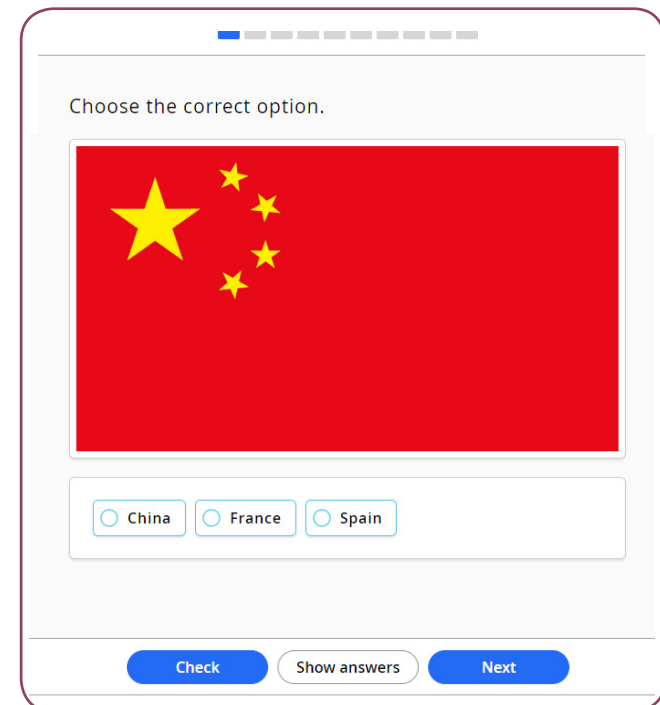 Choose the correct option.
China France Spain
Check Show answers Next